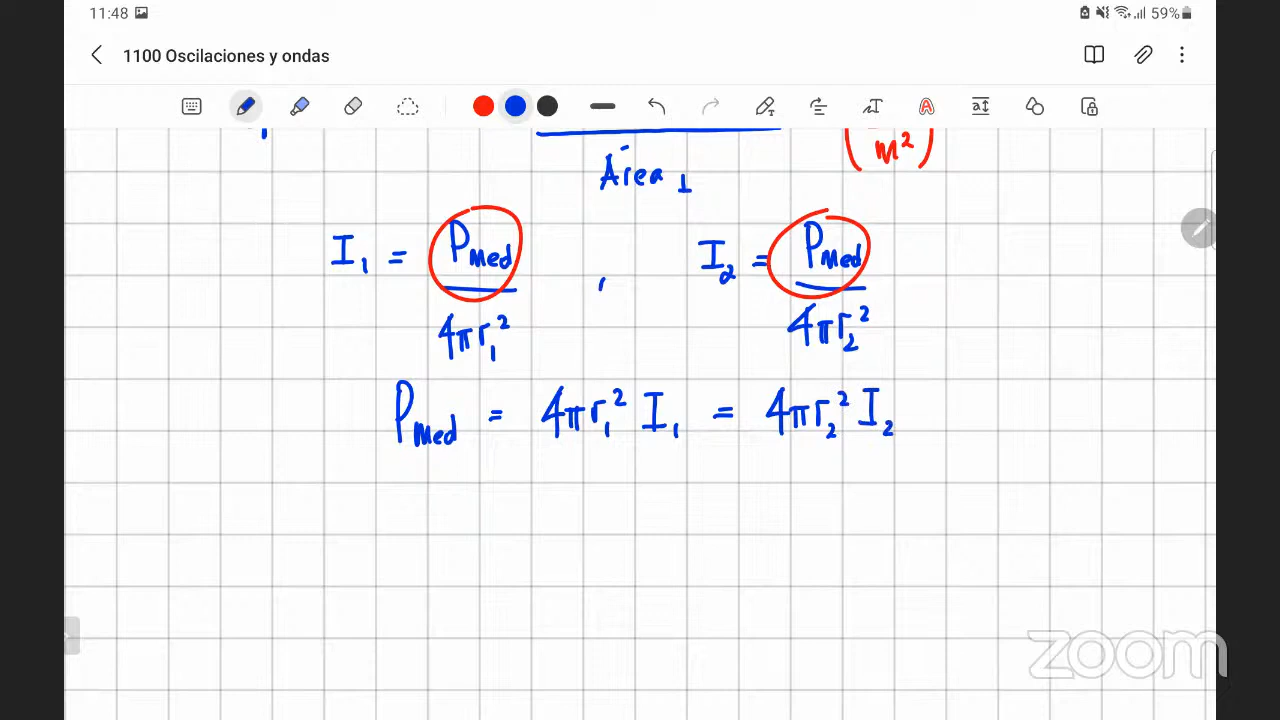 11:48 59%
1100 Oscilaciones y ondas
Área ⊥ (m²)
I₁ = P_Med / 4πr₁² , I₂ = P_Med / 4πr₂²
P_Med = 4πr₁² I₁ = 4πr₂² I₂
zoom